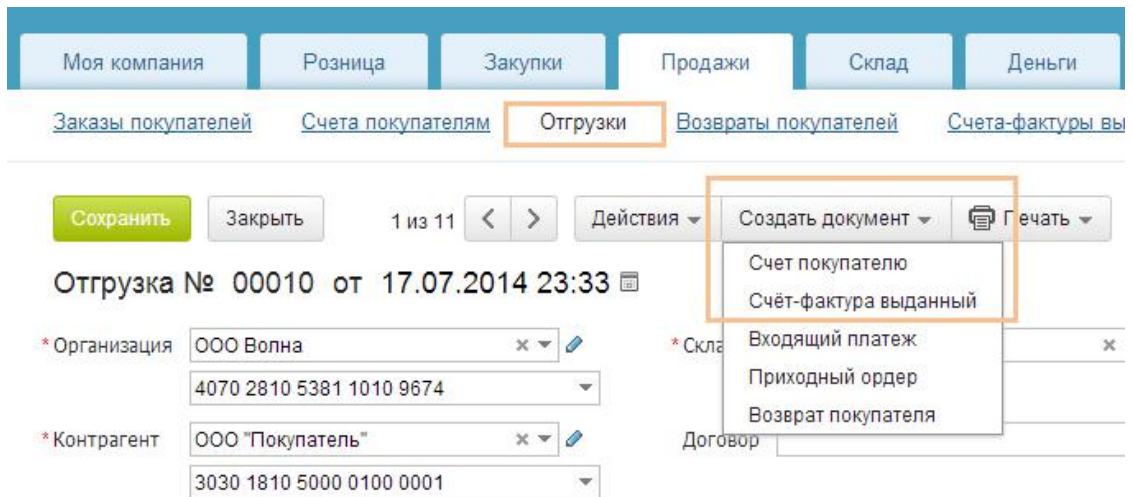 Моя компания Розница Закупки Продажи Склад Деньги
Заказы покупателей Счета покупателям Отгрузки Возвраты покупателей Счета-фактуры вы
Сохранить Закрыть 1 из 11 Действия Создать документ Печать
Счет покупателю
Отгрузка № 00010 от 17.07.2014 23:33
Счёт-фактура выданный
* Организация ООО Волна * Скла
Входящий платеж
4070 2810 5381 1010 9674
Приходный ордер
Возврат покупателя
* Контрагент ООО "Покупатель" Договор
3030 1810 5000 0100 0001